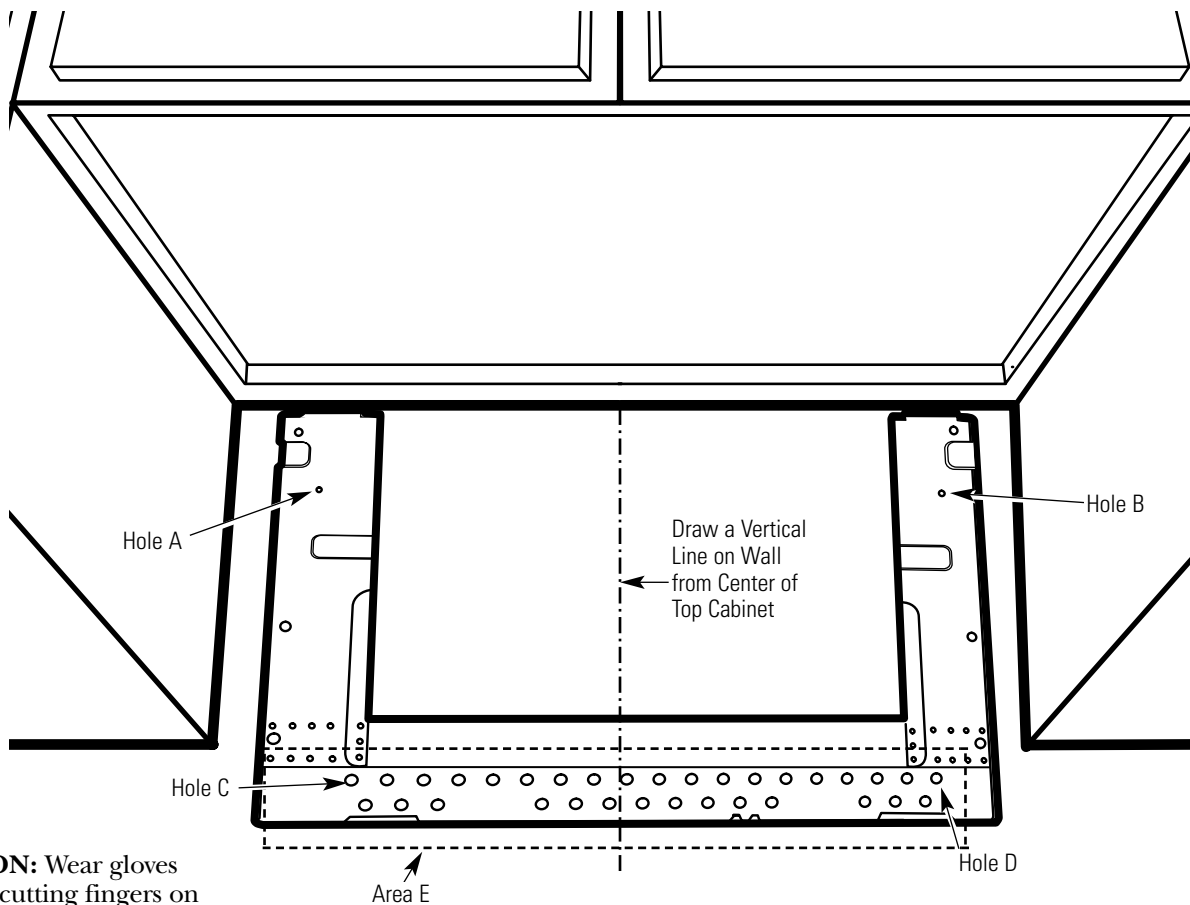 Hole A
Hole B
Draw a Vertical
Line on Wall
from Center of
Top Cabinet
Hole C
Hole D
ON: Wear gloves
cutting fingers on
Area E